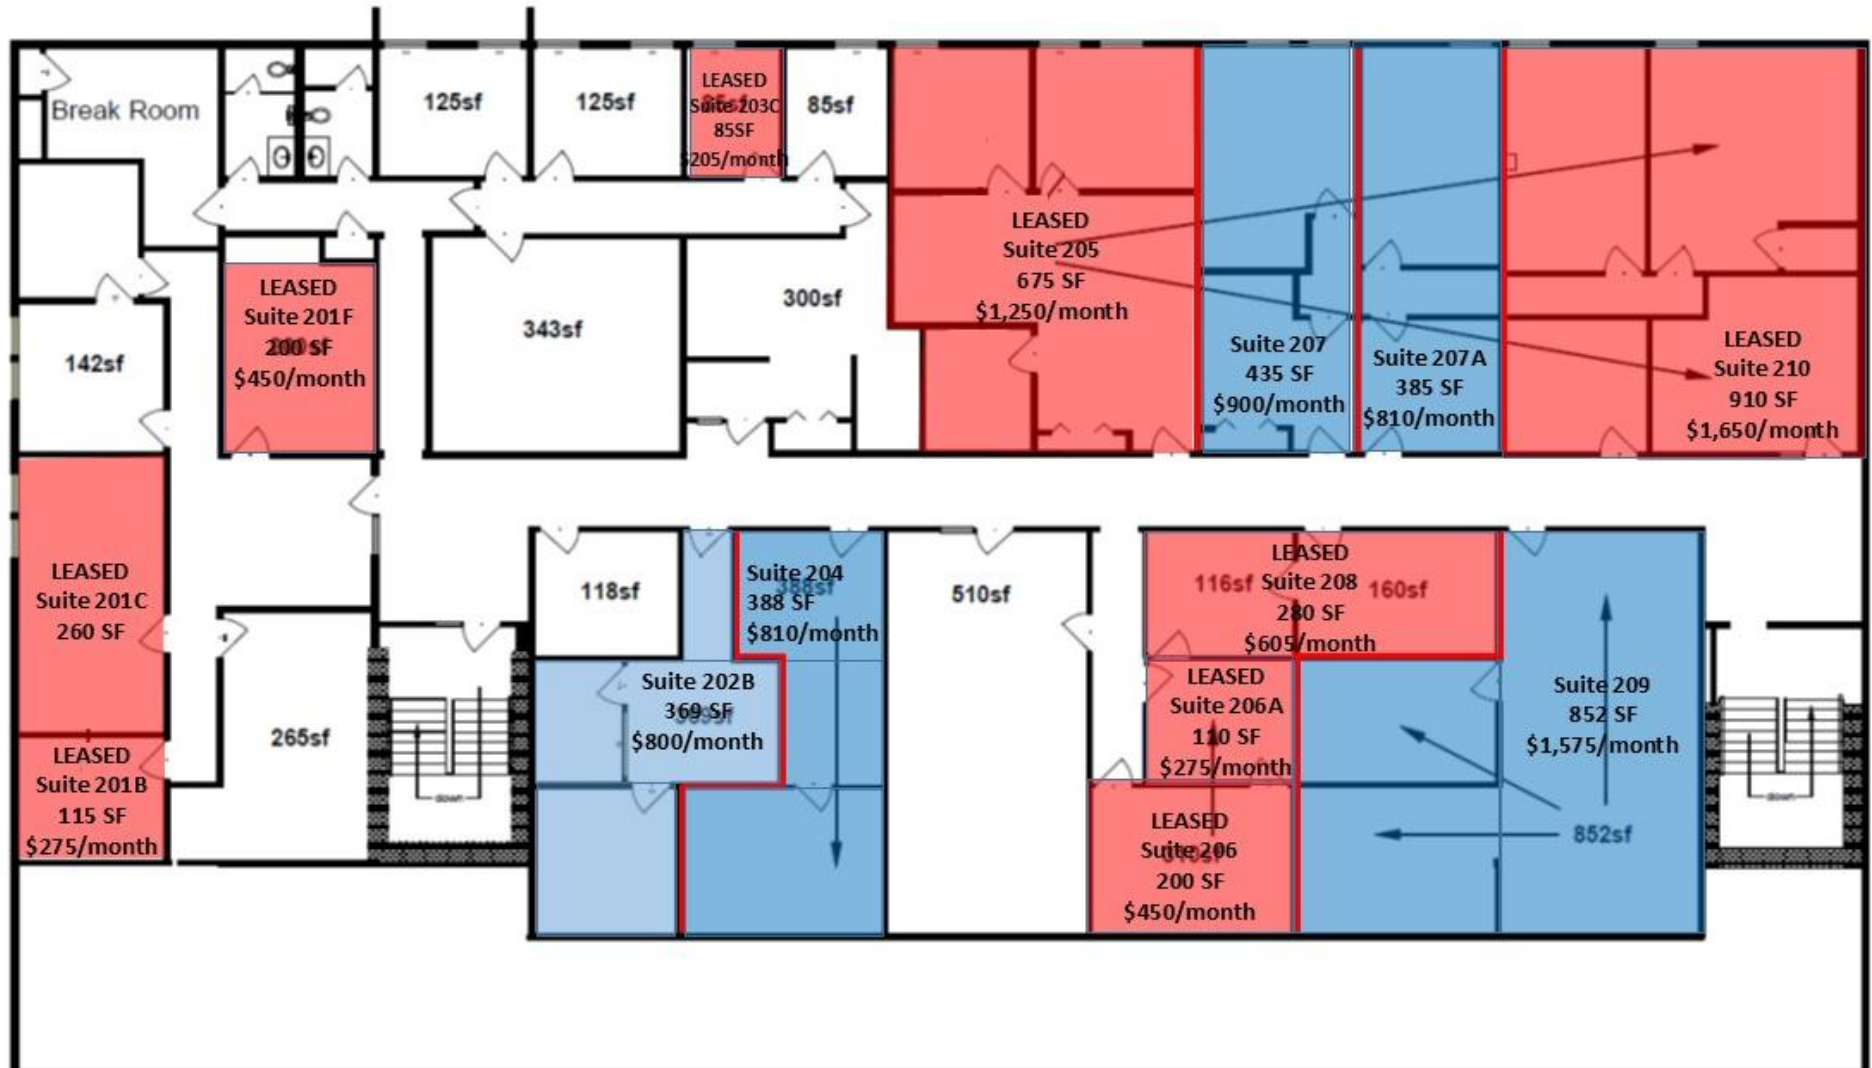 Break Room
125sf
125sf
LEASED
Suite 203C
85SF
$205/month
85sf
LEASED
Suite 205
675 SF
$1,250/month
LEASED
Suite 201F
200 SF
$450/month
343sf
300sf
142sf
Suite 207
435 SF
$900/month
Suite 207A
385 SF
$810/month
LEASED
Suite 210
910 SF
$1,650/month
LEASED
Suite 201C
260 SF
LEASED
Suite 201B
115 SF
$275/month
265sf
down
118sf
Suite 204
388sf
388 SF
$810/month
Suite 202B
369 SF
369sf
$800/month
510sf
LEASED
116sf
Suite 208
160sf
280 SF
$605/month
LEASED
Suite 206A
110 SF
$275/month
LEASED
Suite 206
200 SF
$450/month
Suite 209
852 SF
$1,575/month
852sf
down